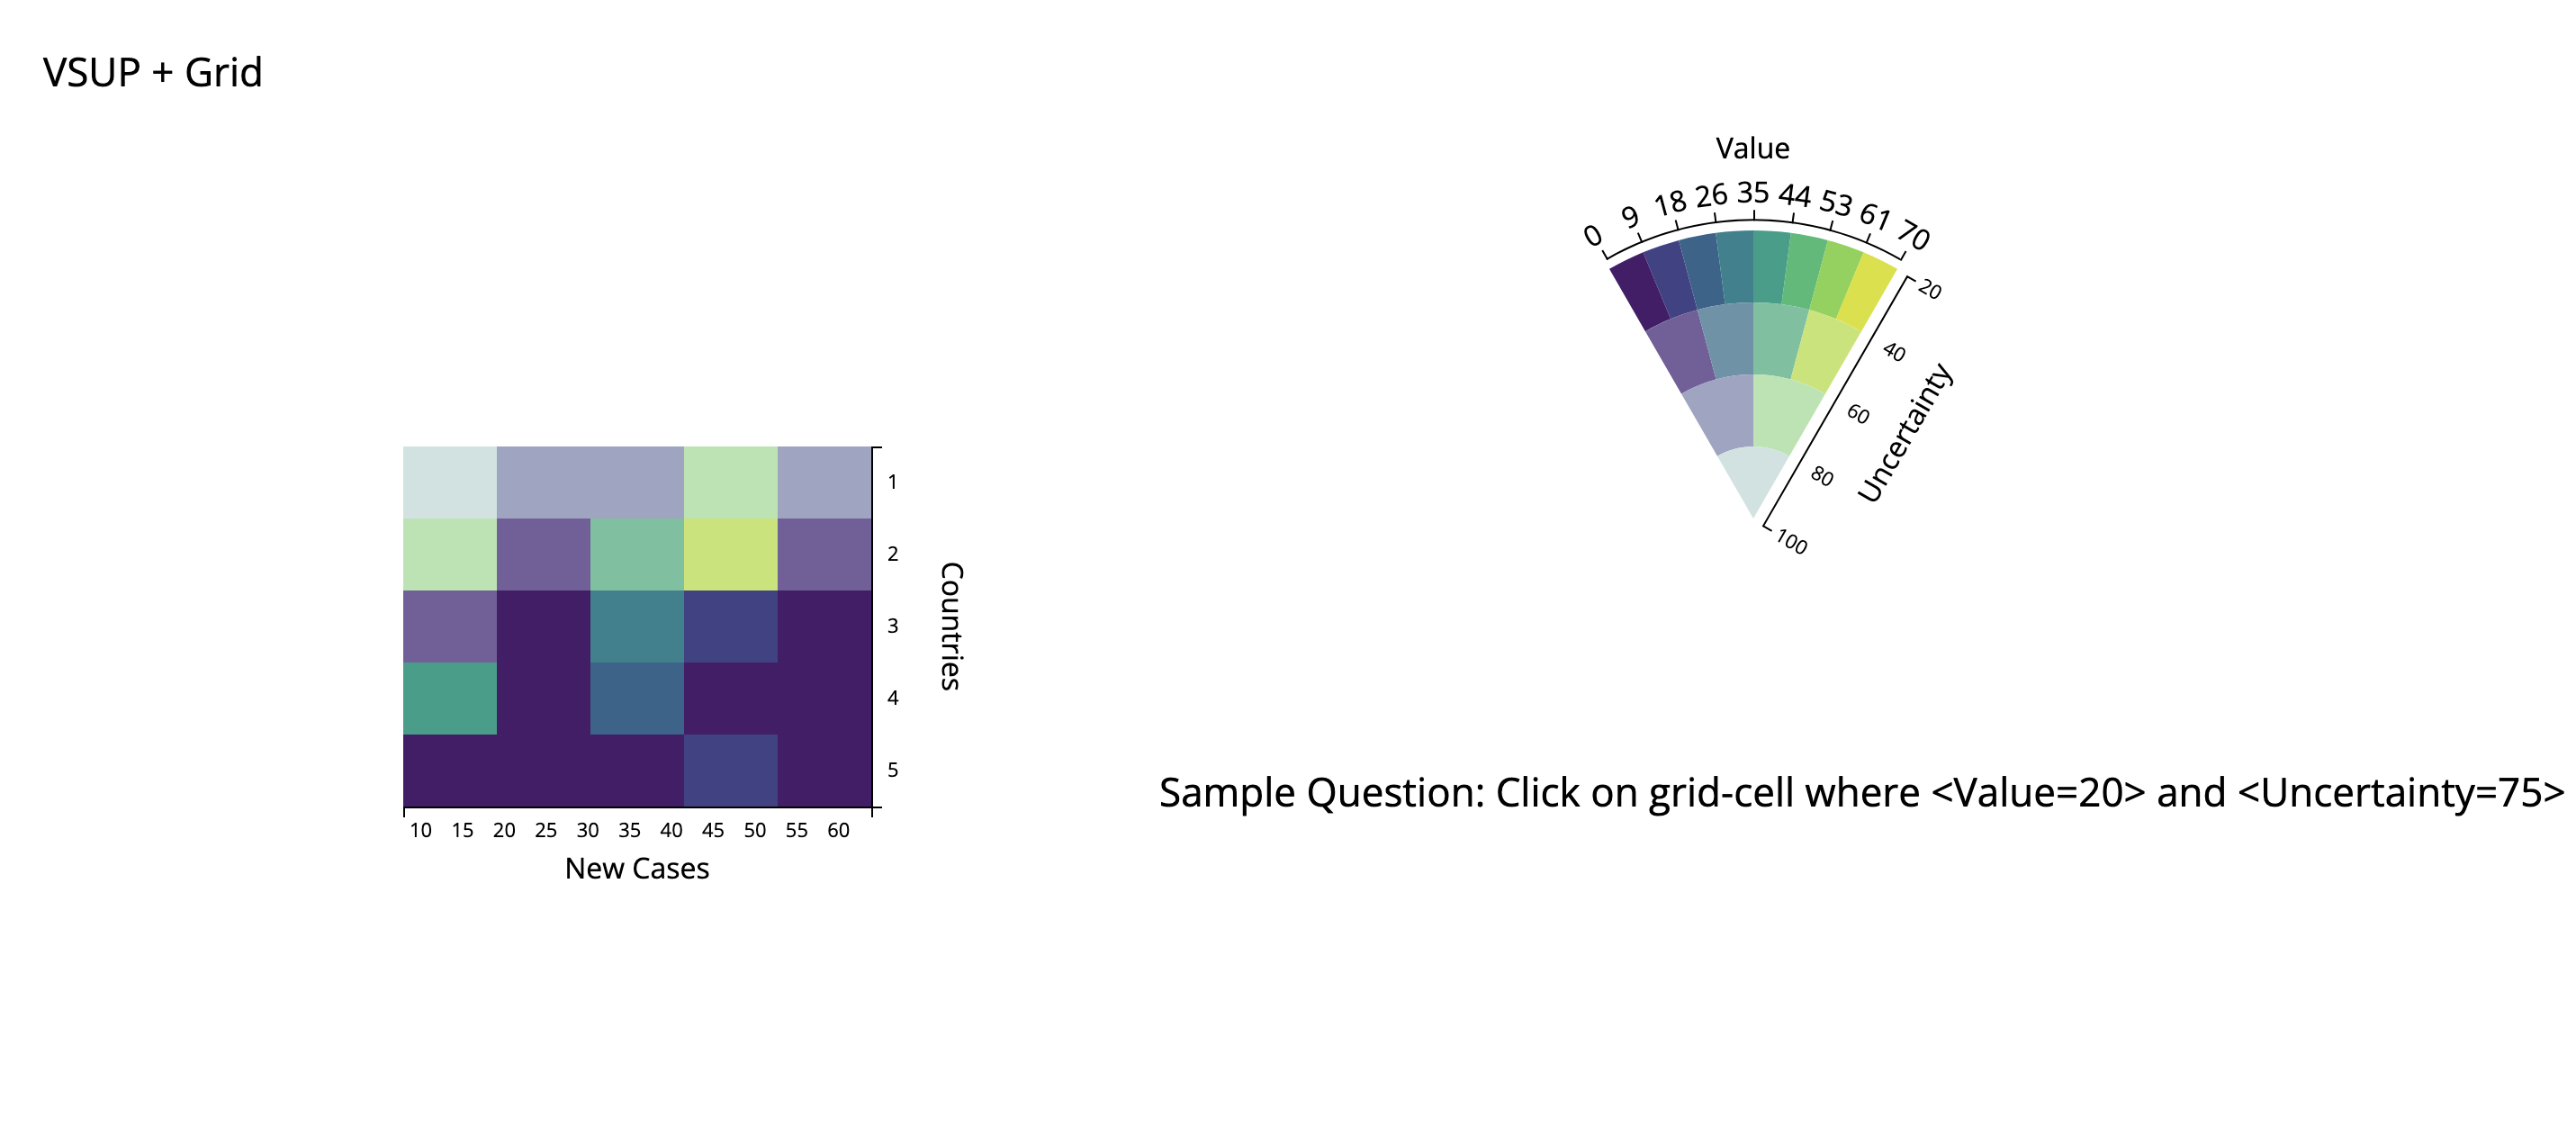 VSUP + Grid
Value
0 9 18 26 35 44 53 61 70
20
40
60
80
100
Uncertainty
1
2
3
4
5
Countries
10 15 20 25 30 35 40 45 50 55 60
New Cases
Sample Question: Click on grid-cell where <Value=20> and <Uncertainty=75>